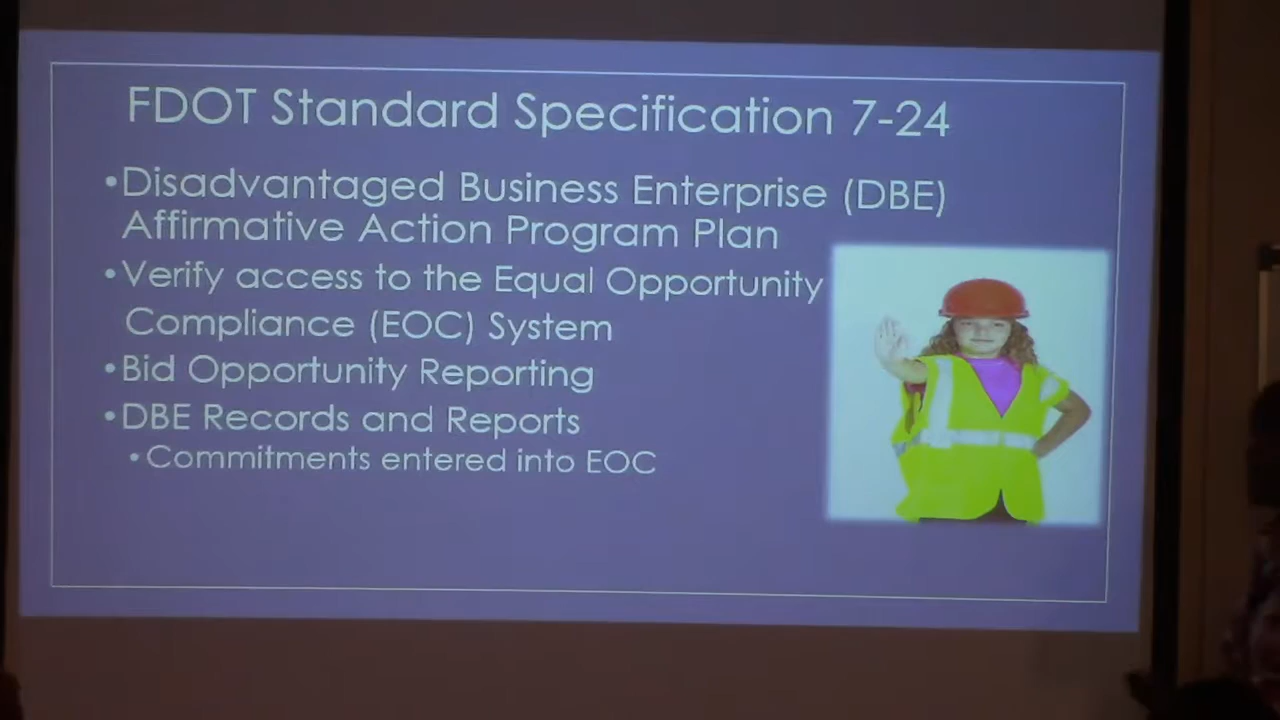 FDOT Standard Specification 7-24
•Disadvantaged Business Enterprise (DBE)
Affirmative Action Program Plan
•Verify access to the Equal Opportunity
Compliance (EOC) System
•Bid Opportunity Reporting
•DBE Records and Reports
•Commitments entered into EOC